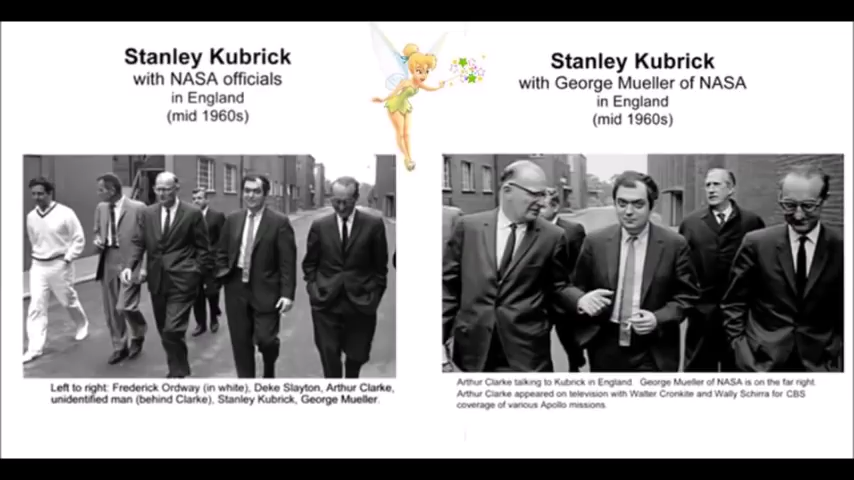 Stanley Kubrick
with NASA officials
in England
(mid 1960s)
Left to right: Frederick Ordway (in white), Deke Slayton, Arthur Clarke,
unidentified man (behind Clarke), Stanley Kubrick, George Mueller.
Stanley Kubrick
with George Mueller of NASA
in England
(mid 1960s)
Arthur Clarke talking to Kubrick in England. George Mueller of NASA is on the far right.
Arthur Clarke appeared on television with Walter Cronkite and Wally Schirra for CBS
coverage of various Apollo missions.